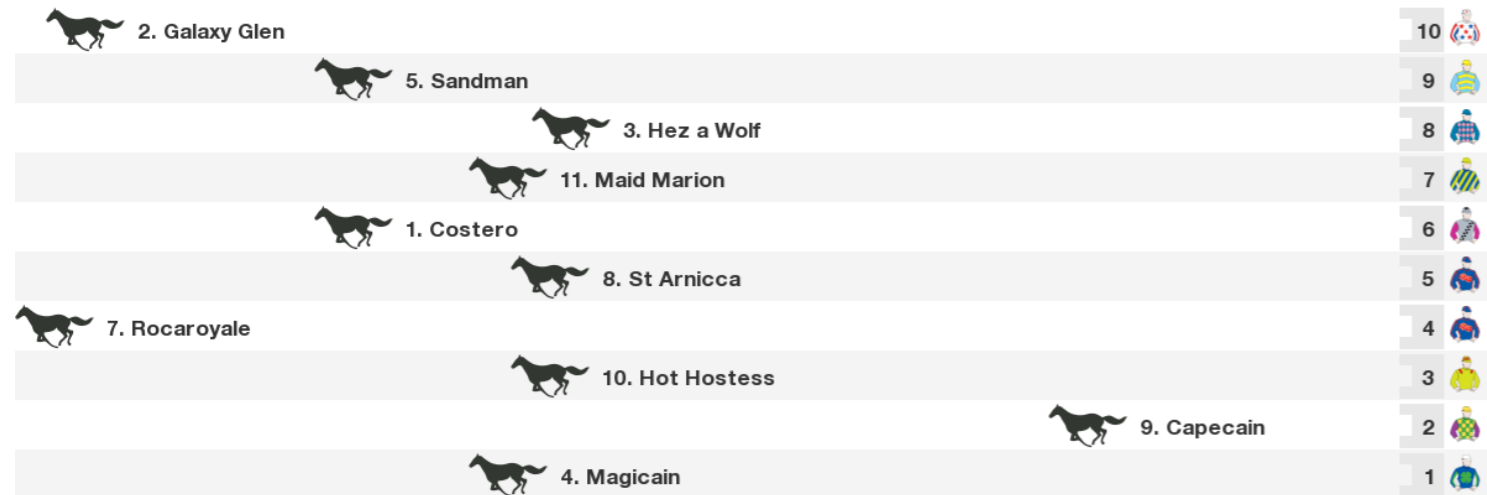 2. Galaxy Glen 10
5. Sandman 9
3. Hez a Wolf 8
11. Maid Marion 7
1. Costero 6
8. St Arnicca 5
7. Rocaroyale 4
10. Hot Hostess 3
9. Capecain 2
4. Magicain 1